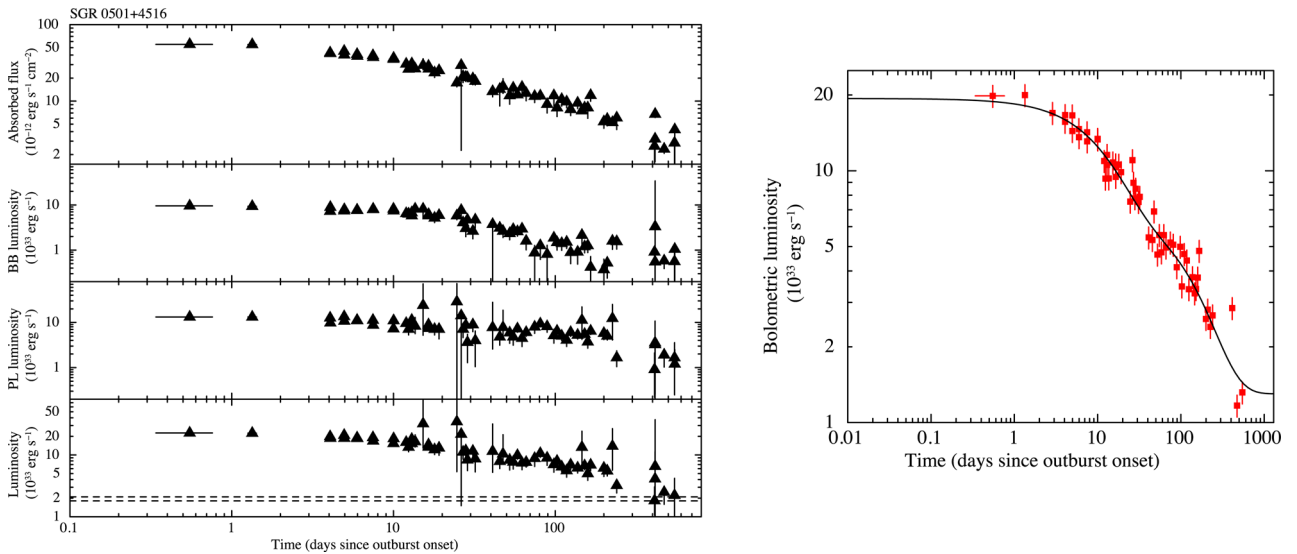 SGR 0501+4516
Absorbed flux
(10⁻¹² erg s⁻¹ cm⁻²)
100
50
20
10
5
2
BB luminosity
(10³³ erg s⁻¹)
10
1
PL luminosity
(10³³ erg s⁻¹)
10
1
Luminosity
(10³³ erg s⁻¹)
50
20
10
5
2
1
0.1
1
10
100
Time (days since outburst onset)
Bolometric luminosity
(10³³ erg s⁻¹)
20
10
5
2
1
0.01
0.1
1
10
100
1000
Time (days since outburst onset)